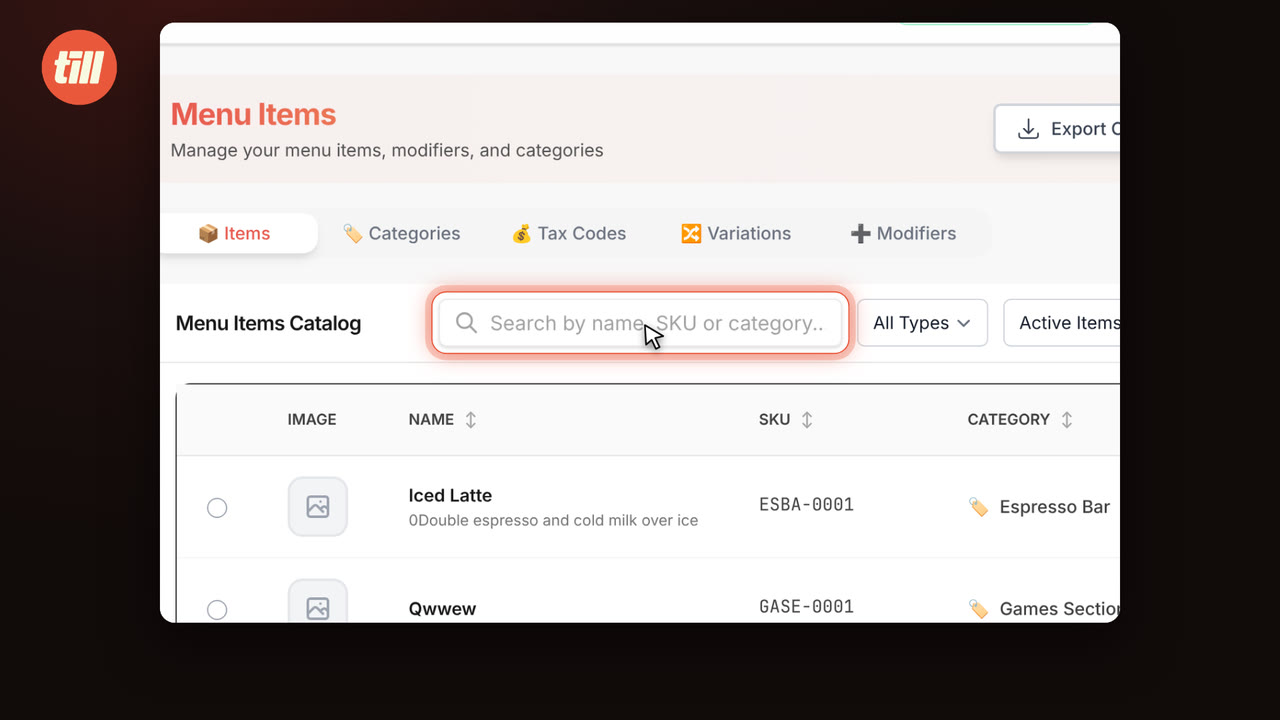 till
Menu Items
Manage your menu items, modifiers, and categories
Export C
Items
Categories
Tax Codes
Variations
Modifiers
Menu Items Catalog
Search by name, SKU or category..
All Types
Active Items
IMAGE
NAME
SKU
CATEGORY
Iced Latte
0Double espresso and cold milk over ice
ESBA-0001
Espresso Bar
Qwwew
GASE-0001
Games Section